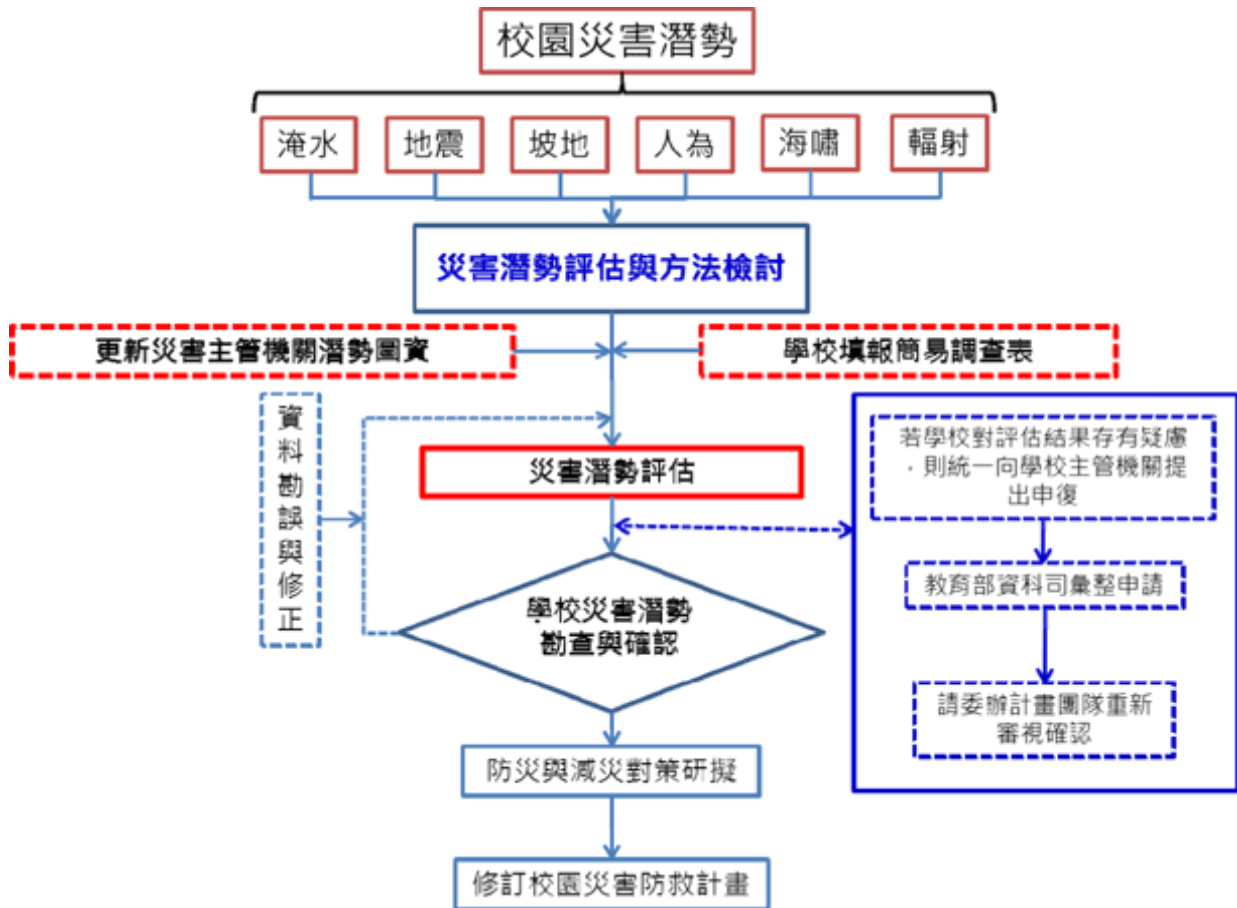 校園災害潛勢
淹水
地震
坡地
人為
海嘯
輻射
災害潛勢評估與方法檢討
更新災害主管機關潛勢圖資
學校填報簡易調查表
資
料
勘
誤
與
修
正
災害潛勢評估
若學校對評估結果存有疑慮
，則統一向學校主管機關提
出申復
教育部資科司彙整申請
學校災害潛勢
勘查與確認
請委辦計畫團隊重新
審視確認
防災與減災對策研擬
修訂校園災害防救計畫